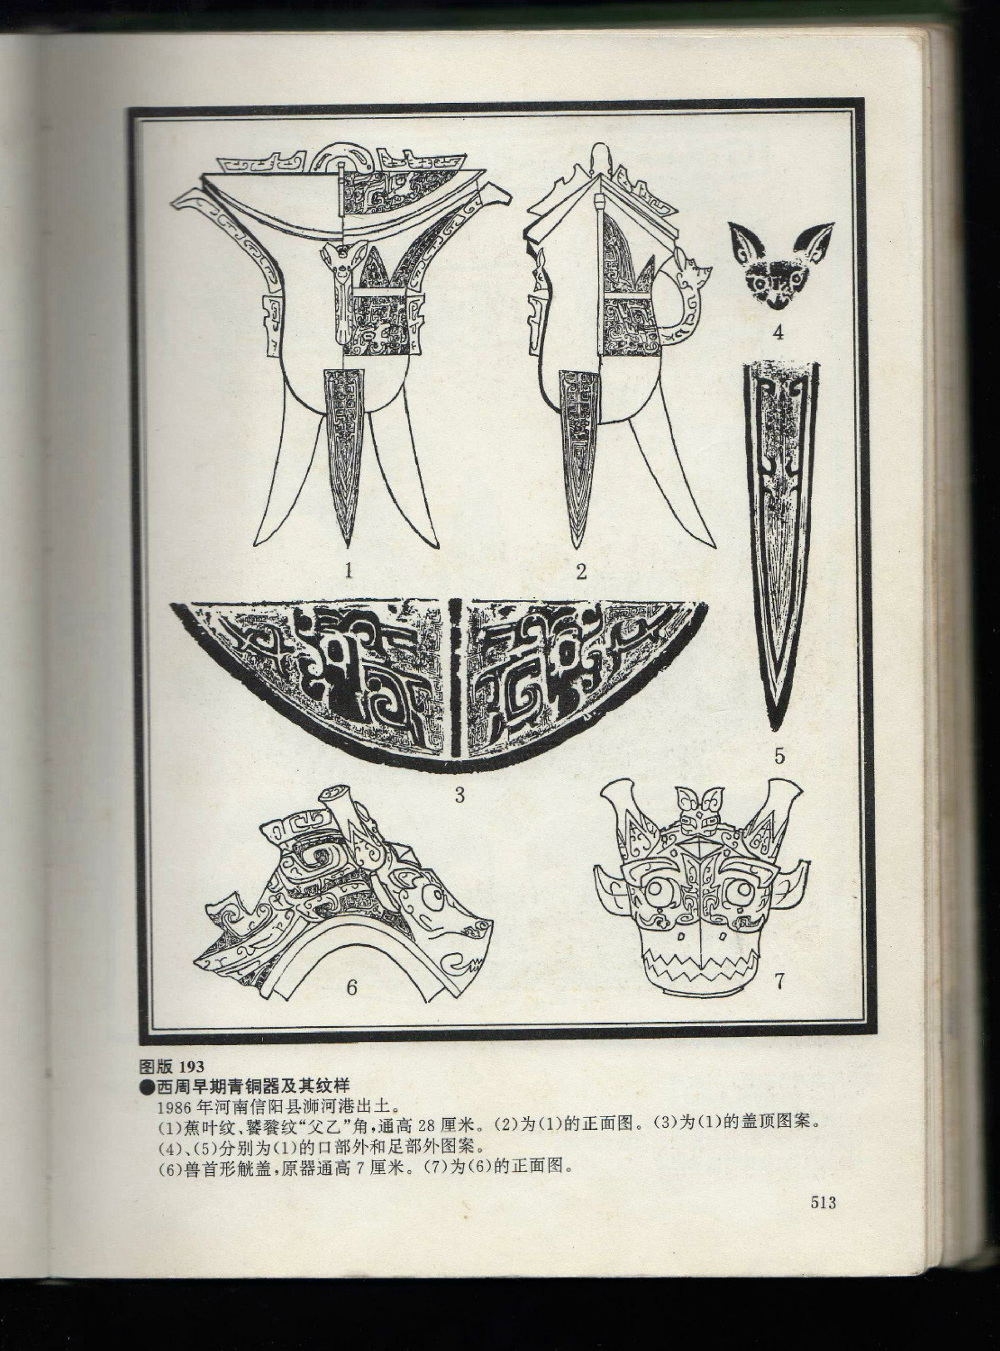 1
2
4
3
5
6
7
图版 193
●西周早期青铜器及其纹样
1986 年河南信阳县浉河港出土。
(1)蕉叶纹、饕餮纹“父乙”角,通高 28 厘米。(2)为(1)的正面图。(3)为(1)的盖顶图案。
(4)、(5)分别为(1)的口部外和足部外图案。
(6)兽首形觥盖,原器通高 7 厘米。(7)为(6)的正面图。
513